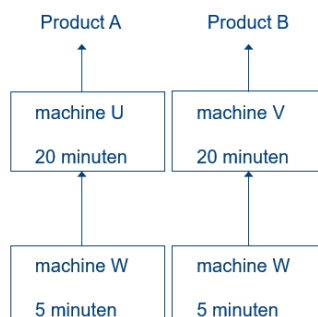 Product A
Product B
machine U
20 minuten
machine V
20 minuten
machine W
5 minuten
machine W
5 minuten